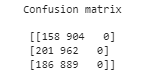 Confusion matrix
[[158 904   0]
[201 962   0]
[186 889   0]]